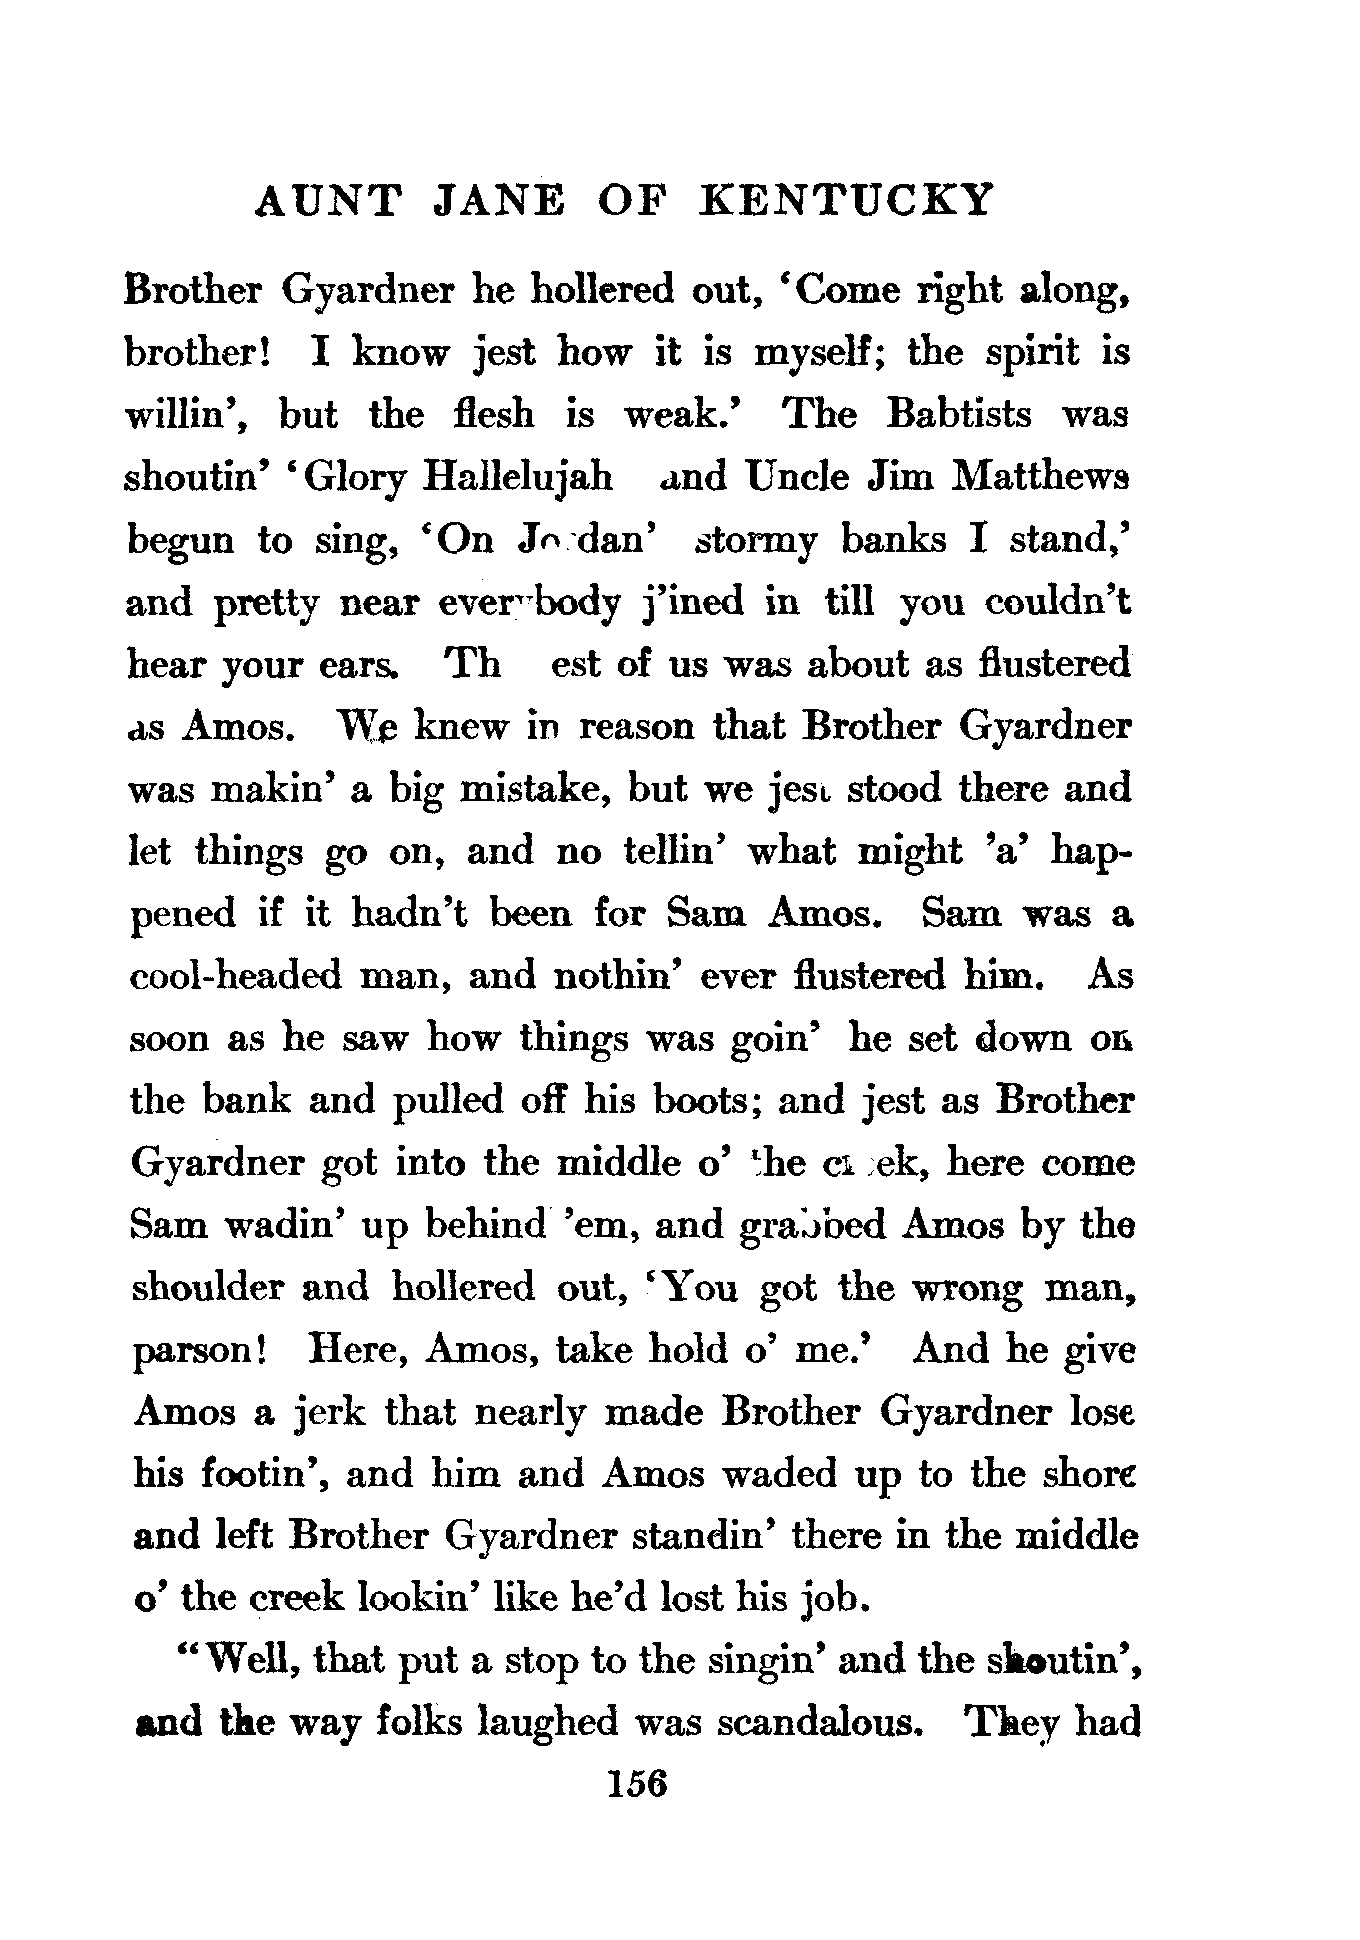 AUNT JANE OF KENTUCKY
Brother Gyardner he hollered out, ‘Come right along,
brother! I know jest how it is myself; the spirit is
willin’, but the flesh is weak.’ The Babtists was
shoutin’ ‘Glory Hallelujah and Uncle Jim Matthews
begun to sing, ‘On Jordan’ stormy banks I stand,’
and pretty near everybody j’ined in till you couldn’t
hear your ears. Th est of us was about as flustered
as Amos. We knew in reason that Brother Gyardner
was makin’ a big mistake, but we jest stood there and
let things go on, and no tellin’ what might ’a’ hap-
pened if it hadn’t been for Sam Amos. Sam was a
cool-headed man, and nothin’ ever flustered him. As
soon as he saw how things was goin’ he set down on
the bank and pulled off his boots; and jest as Brother
Gyardner got into the middle o’ the creek, here come
Sam wadin’ up behind ’em, and grabbed Amos by the
shoulder and hollered out, ‘You got the wrong man,
parson! Here, Amos, take hold o’ me.’ And he give
Amos a jerk that nearly made Brother Gyardner lose
his footin’, and him and Amos waded up to the shore
and left Brother Gyardner standin’ there in the middle
o’ the creek lookin’ like he’d lost his job.
“Well, that put a stop to the singin’ and the shoutin’,
and the way folks laughed was scandalous. They had
156